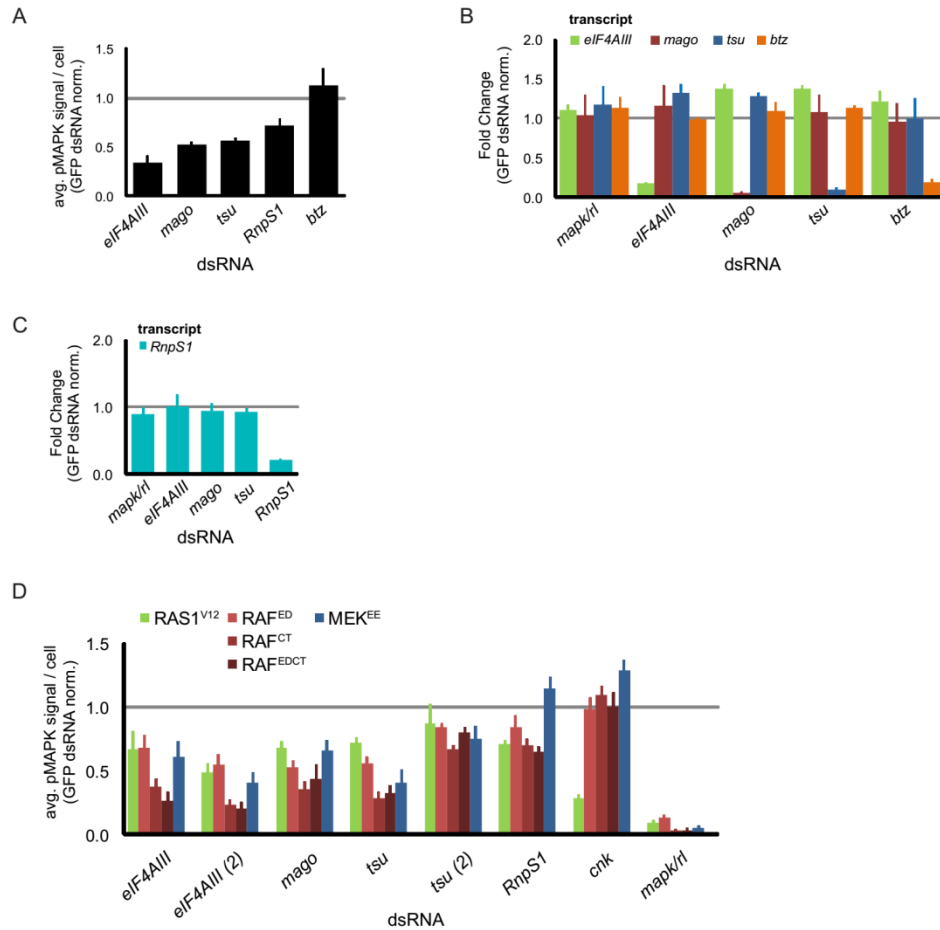 A
avg. pMAPK signal / cell
(GFP dsRNA norm.)
1.5
1.0
0.5
0.0
eIF4AIII
mago
tsu
RnpS1
btz
dsRNA
B
transcript
eIF4AIII
mago
tsu
btz
Fold Change
(GFP dsRNA norm.)
2.0
1.5
1.0
0.5
0.0
mapk/rl
eIF4AIII
mago
tsu
btz
dsRNA
C
transcript
RnpS1
Fold Change
(GFP dsRNA norm.)
2.0
1.0
0.0
mapk/rl
eIF4AIII
mago
tsu
RnpS1
dsRNA
D
RAS1V12 RAFED MEKEE
RAFCT
RAFEDCT
avg. pMAPK signal / cell
(GFP dsRNA norm.)
1.5
1.0
0.5
0.0
eIF4AIII
eIF4AIII (2)
mago
tsu
tsu (2)
RnpS1
cnk
mapk/rl
dsRNA